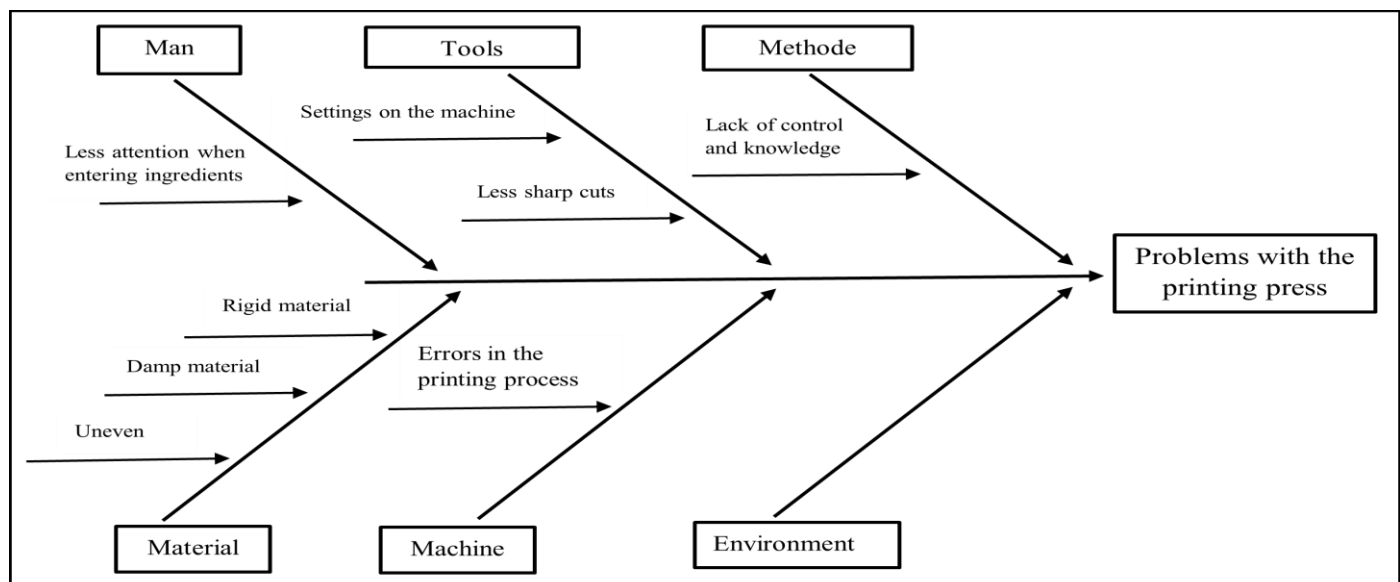 Man
Tools
Methode
Settings on the machine
Lack of control
and knowledge
Less attention when
entering ingredients
Less sharp cuts
Problems with the
printing press
Rigid material
Errors in the
printing process
Damp material
Uneven
Material
Machine
Environment